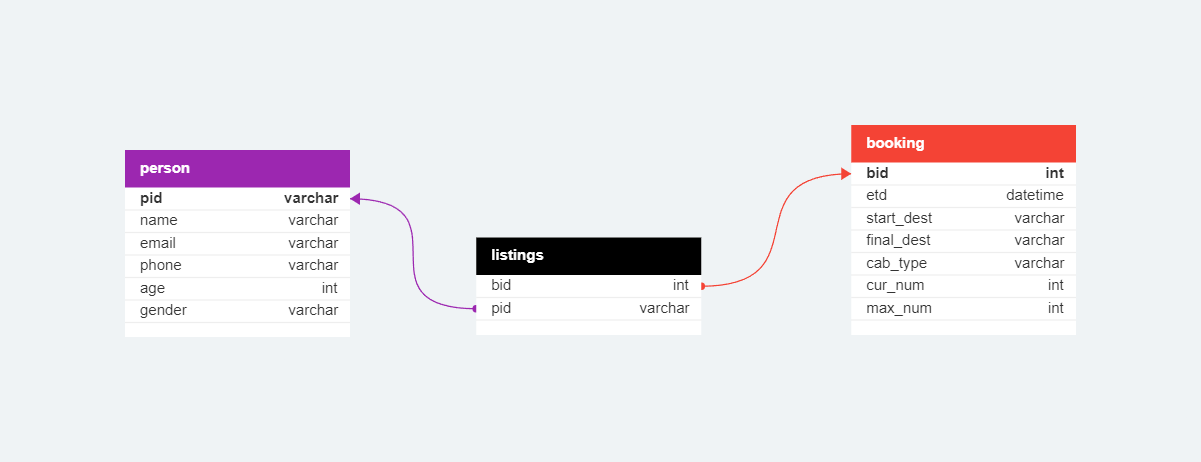 person
pid varchar
name varchar
email varchar
phone varchar
age int
gender varchar
listings
bid int
pid varchar
booking
bid int
etd datetime
start_dest varchar
final_dest varchar
cab_type varchar
cur_num int
max_num int